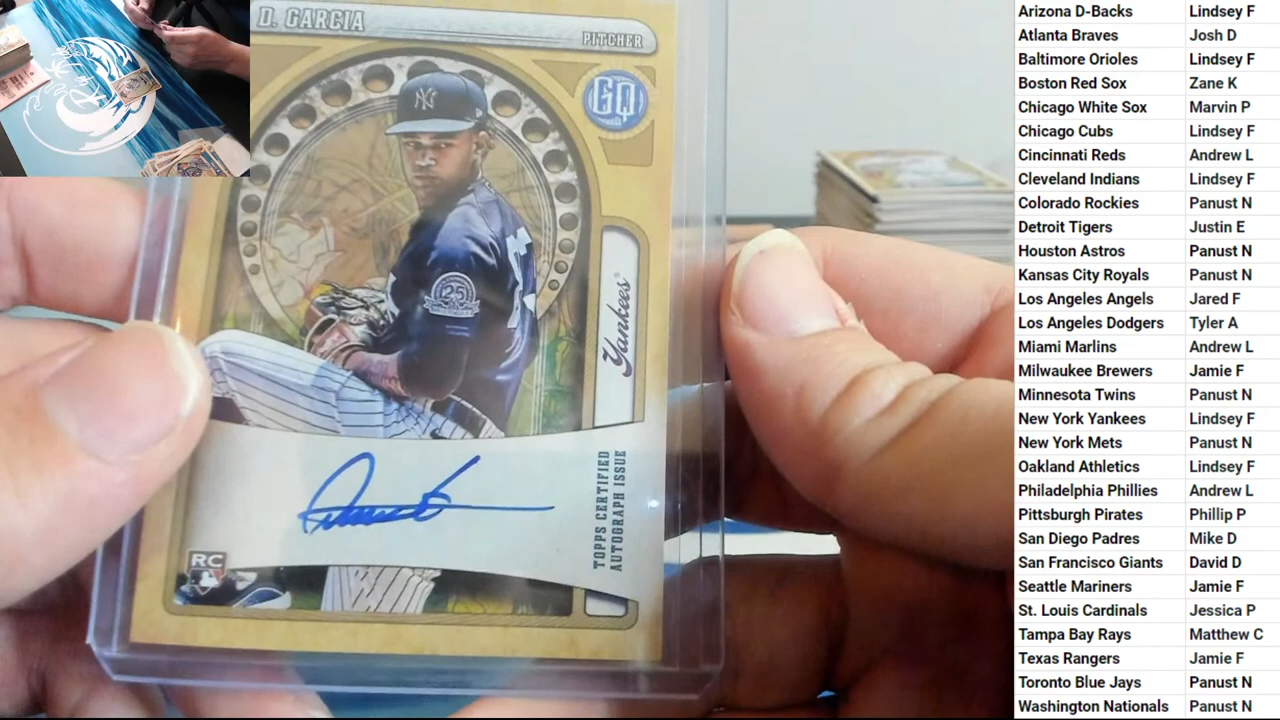 D. GARCIA
PITCHER
GQ
NY
25
Yankees
TOPPS CERTIFIED
AUTOGRAPH ISSUE
RC
Arizona D-Backs Lindsey F
Atlanta Braves Josh D
Baltimore Orioles Lindsey F
Boston Red Sox Zane K
Chicago White Sox Marvin P
Chicago Cubs Lindsey F
Cincinnati Reds Andrew L
Cleveland Indians Lindsey F
Colorado Rockies Panust N
Detroit Tigers Justin E
Houston Astros Panust N
Kansas City Royals Panust N
Los Angeles Angels Jared F
Los Angeles Dodgers Tyler A
Miami Marlins Andrew L
Milwaukee Brewers Jamie F
Minnesota Twins Panust N
New York Yankees Lindsey F
New York Mets Panust N
Oakland Athletics Lindsey F
Philadelphia Phillies Andrew L
Pittsburgh Pirates Phillip P
San Diego Padres Mike D
San Francisco Giants David D
Seattle Mariners Jamie F
St. Louis Cardinals Jessica P
Tampa Bay Rays Matthew C
Texas Rangers Jamie F
Toronto Blue Jays Panust N
Washington Nationals Panust N